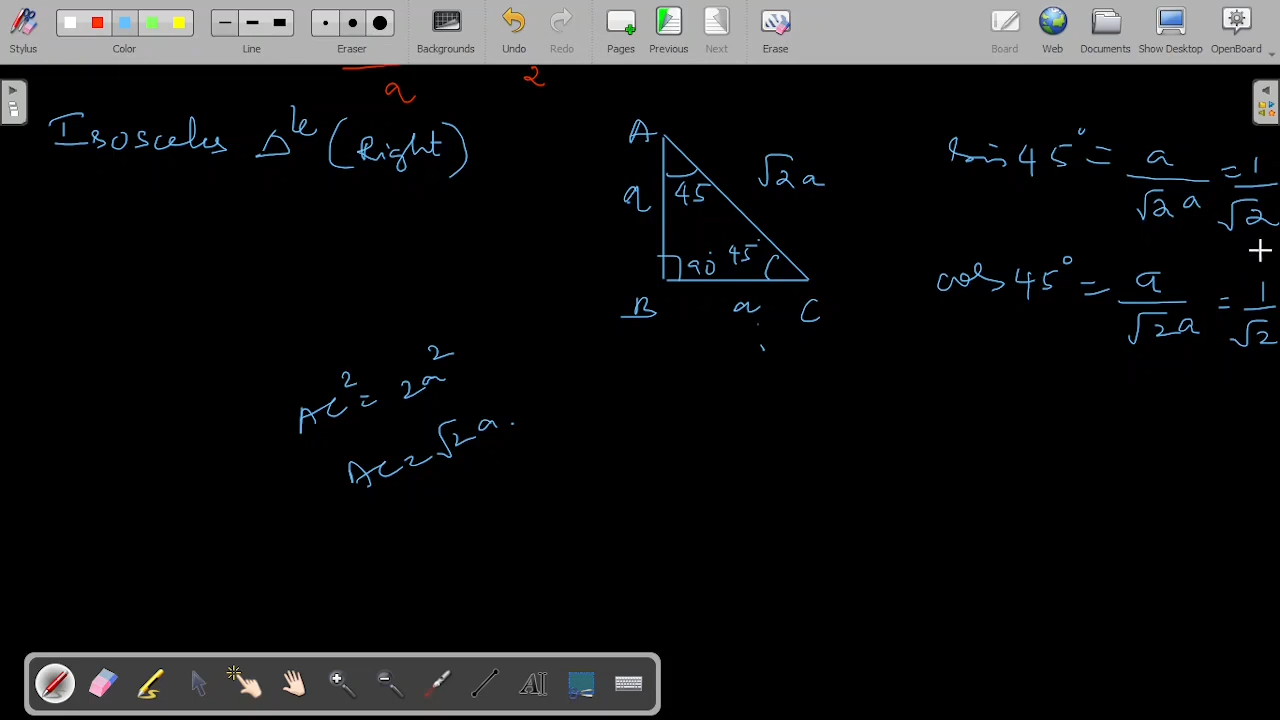 Stylus Color Line Eraser Backgrounds Undo Redo Pages Previous Next Erase Board Web Documents Show Desktop OpenBoard
a 2
Isosceles Δle (Right)
A
a 45 √2 a
90° 45°
B a C
sin 45° = a/√2 a = 1/√2
cos 45° = a/√2a = 1/√2
AC² = 2a²
AC = √2 a.